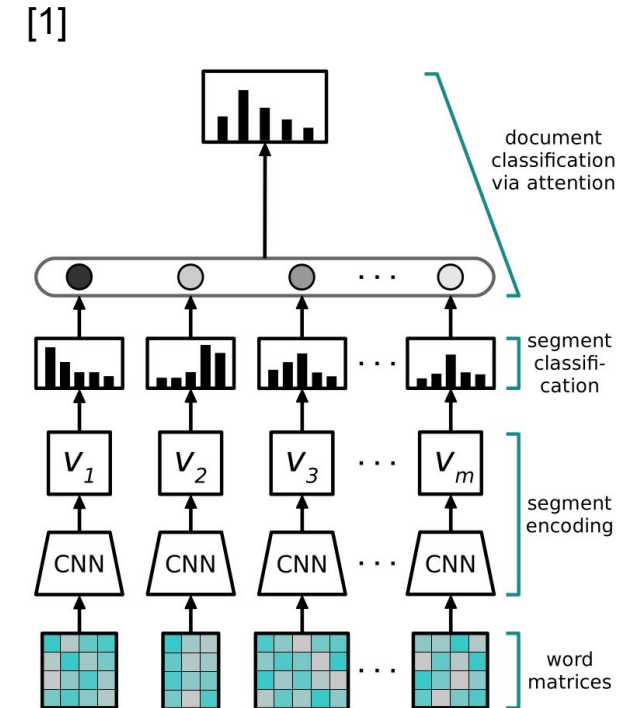 [1]
document
classification
via attention
. . .
segment
classifi-
cation
. . .
V1 V2 V3 . . . Vm
segment
encoding
CNN CNN CNN . . . CNN
word
matrices
. . .